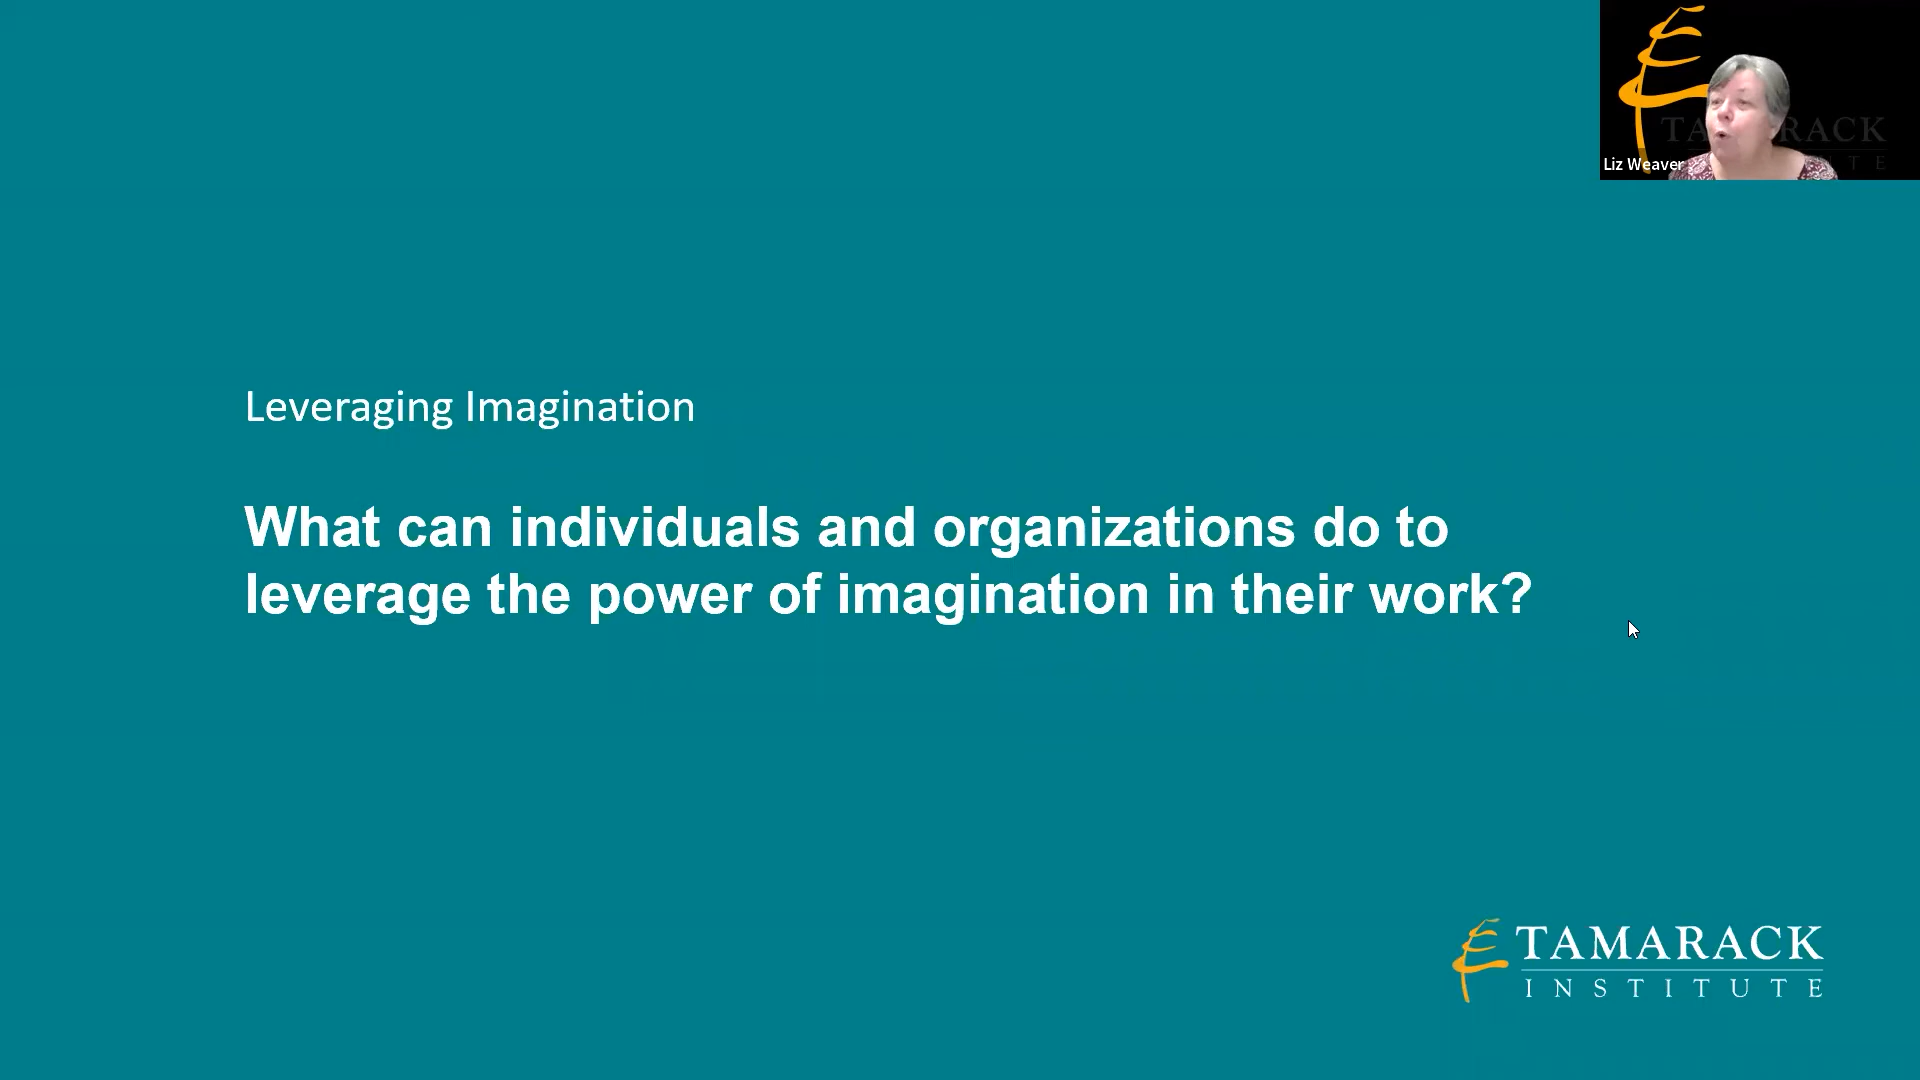 TAMARACK
Liz Weaver
Leveraging Imagination
What can individuals and organizations do to
leverage the power of imagination in their work?
TAMARACK
INSTITUTE